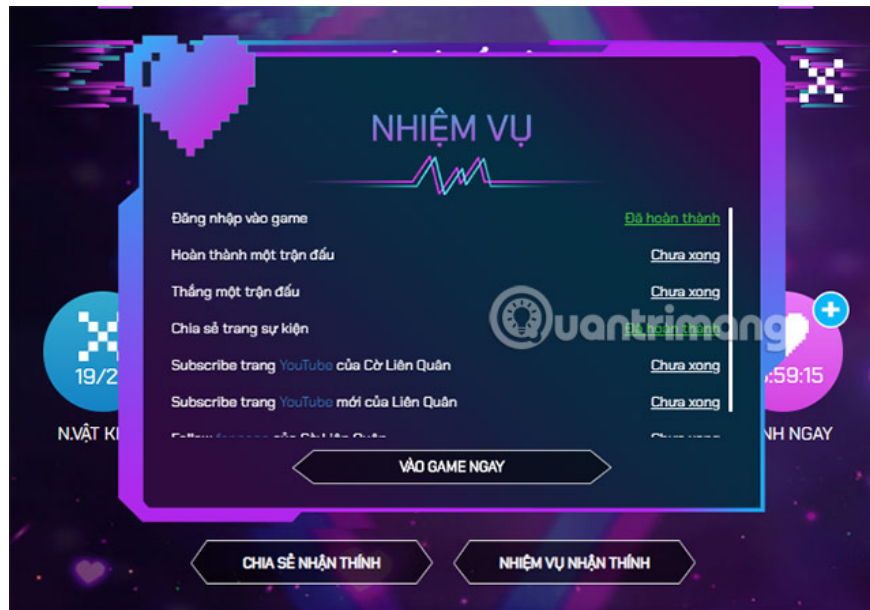 NHIỆM VỤ
Đăng nhập vào game Đã hoàn thành
Hoàn thành một trận đấu Chưa xong
Thắng một trận đấu Chưa xong
Chia sẻ trang sự kiện Đã hoàn thành
Quantrimang
Subscribe trang YouTube của Cờ Liên Quân Chưa xong
19/2
:59:15
Subscribe trang YouTube mới của Liên Quân Chưa xong
N.VẬT K
NH NGAY
VÀO GAME NGAY
CHIA SẺ NHẬN THÍNH
NHIỆM VỤ NHẬN THÍNH